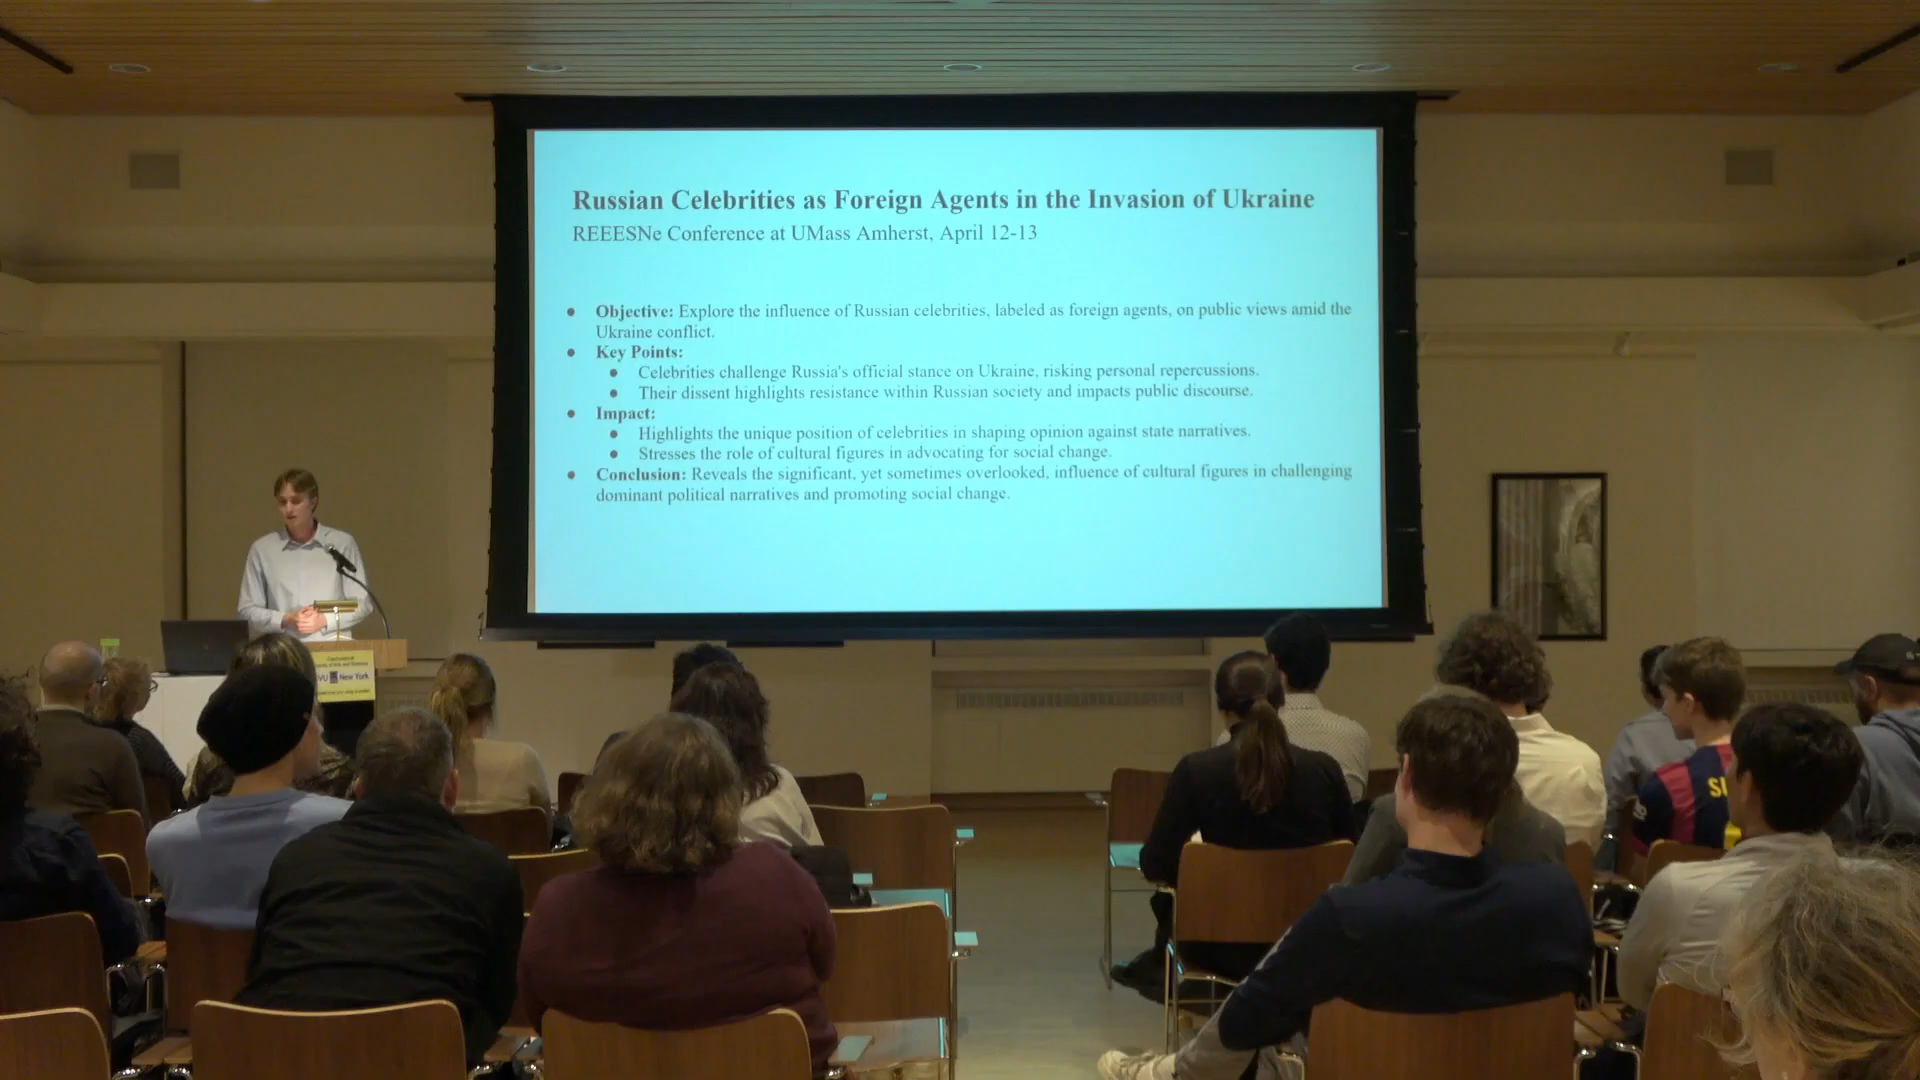 Russian Celebrities as Foreign Agents in the Invasion of Ukraine
REEESNe Conference at UMass Amherst, April 12-13
• Objective: Explore the influence of Russian celebrities, labeled as foreign agents, on public views amid the
Ukraine conflict.
• Key Points:
• Celebrities challenge Russia's official stance on Ukraine, risking personal repercussions.
• Their dissent highlights resistance within Russian society and impacts public discourse.
• Impact:
• Highlights the unique position of celebrities in shaping opinion against state narratives.
• Stresses the role of cultural figures in advocating for social change.
• Conclusion: Reveals the significant, yet sometimes overlooked, influence of cultural figures in challenging
dominant political narratives and promoting social change.
New York